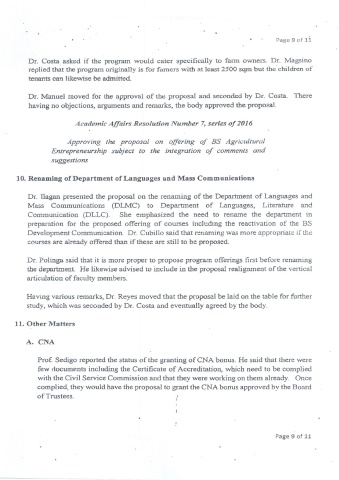 Page 9 of 11
Dr. Costa asked if the program would cater specifically to farm owners. Dr. Magsino
replied that the program originally is for famers with at least 2500 sqm but the children of
tenants can likewise be admitted.
Dr. Manuel moved for the approval of the proposal and seconded by Dr. Costa. There
having no objections, arguments and remarks, the body approved the proposal.
Academic Affairs Resolution Number 7, series of 2016
Approving the proposal on offering of BS Agricultural
Entrepreneurship subject to the integration of comments and
suggestions
10. Renaming of Department of Languages and Mass Communications
Dr. Ilagan presented the proposal on the renaming of the Department of Languages and
Mass Communications (DLMC) to Department of Languages, Literature and
Communication (DLLC). She emphasized the need to rename the department in
preparation for the proposed offering of courses including the reactivation of the BS
Development Communication. Dr. Cubillo said that renaming was more appropriate if the
courses are already offered than if these are still to be proposed.
Dr. Polinga said that it is more proper to propose program offerings first before renaming
the department. He likewise advised to include in the proposal realignment of the vertical
articulation of faculty members.
Having various remarks, Dr. Reyes moved that the proposal be laid on the table for further
study, which was seconded by Dr. Costa and eventually agreed by the body.
11. Other Matters
A. CNA
Prof. Sedigo reported the status of the granting of CNA bonus. He said that there were
few documents including the Certificate of Accreditation, which need to be complied
with the Civil Service Commission and that they were working on them already. Once
complied, they would have the proposal to grant the CNA bonus approved by the Board
of Trustees.
Page 9 of 11